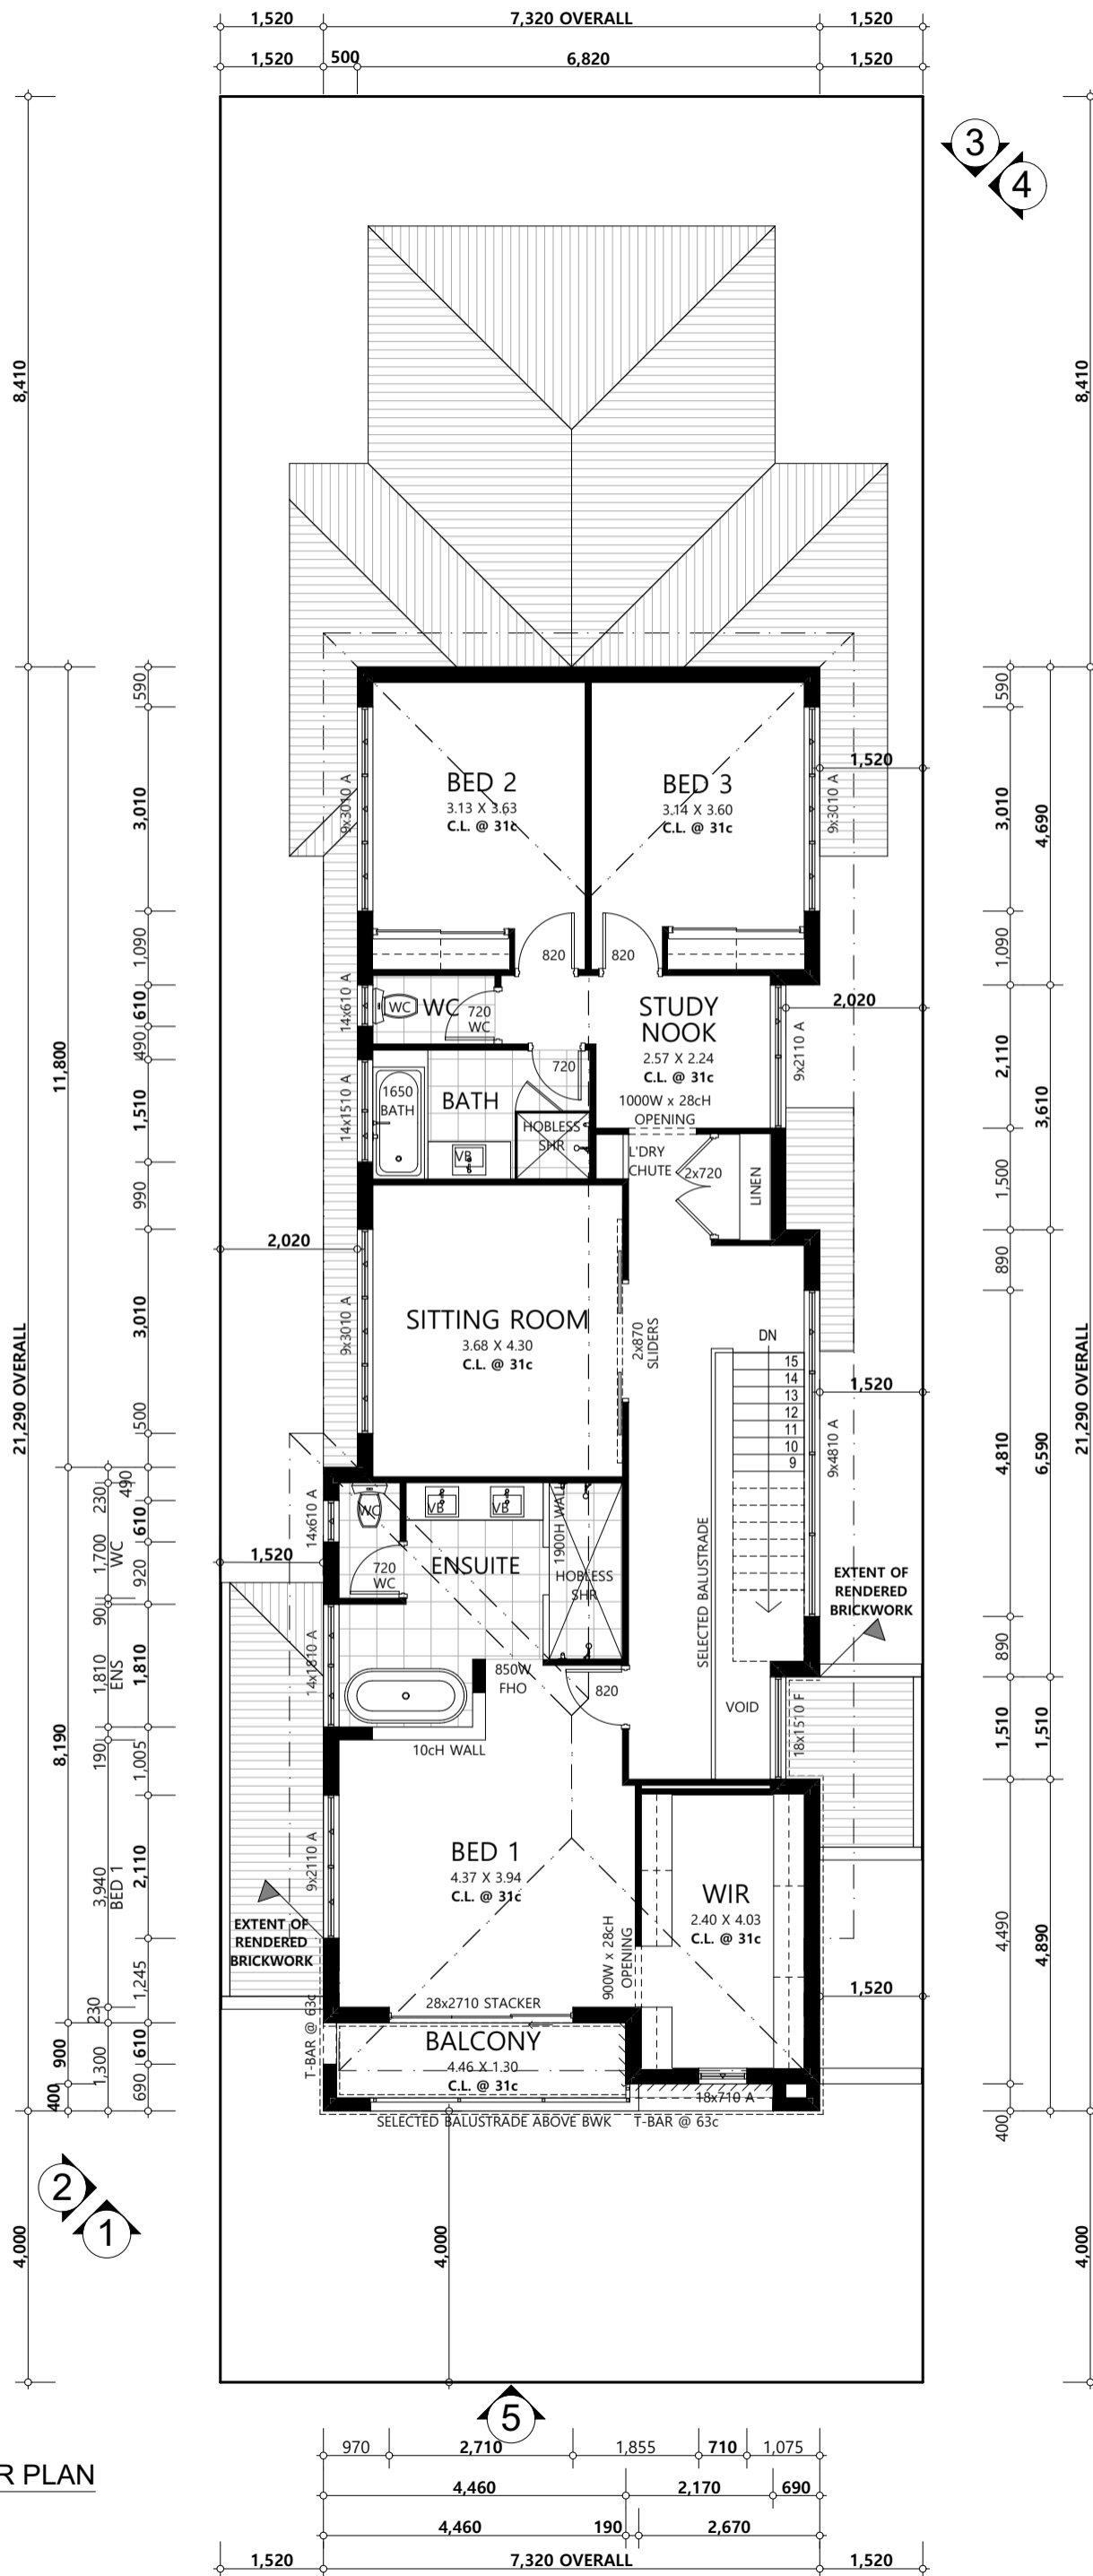 1,520 7,320 OVERALL 1,520
1,520 500 6,820 1,520
3
4
8,410
8,410
590
3,010
1,090
610
490
1,510
990
3,010
500
490
610
920
1,810
1,005
2,110
1,245
610
690
11,800
8,190
900
400
21,290 OVERALL
4,000
230
1,700
WC
90
1,810
ENS
190
3,940
BED 1
230
1,300
590
3,010
1,090
2,110
1,500
890
4,810
890
1,510
4,490
400
4,690
3,610
6,590
1,510
4,890
21,290 OVERALL
4,000
1,520
BED 2
3.13 X 3.63
C.L. @ 31c
BED 3
3.14 X 3.60
C.L. @ 31c
9x3010 A
9x3010 A
820
820
14x610 A
WC
WC
720
WC
STUDY
NOOK
2.57 X 2.24
C.L. @ 31c
1000W x 28cH
OPENING
2,020
9x2110 A
720
14x1510 A
1650
BATH
BATH
VB
HOBLESS
SHR
L'DRY
CHUTE
2x720
LINEN
2,020
9x3010 A
SITTING ROOM
3.68 X 4.30
C.L. @ 31c
2x870
SLIDERS
DN
15
14
13
12
11
10
9
1,520
9x4810 A
SELECTED BALUSTRADE
EXTENT OF
RENDERED
BRICKWORK
14x610 A
WC
VB
VB
1900H WALL
1,520
720
WC
ENSUITE
HOBLESS
SHR
14x1810 A
850W
FHO
820
10cH WALL
VOID
18x1510 F
BED 1
4.37 X 3.94
C.L. @ 31c
9x2110 A
EXTENT OF
RENDERED
BRICKWORK
WIR
2.40 X 4.03
C.L. @ 31c
900W x 28cH
OPENING
1,520
28x2710 STACKER
T-BAR @ 63c
BALCONY
4.46 X 1.30
C.L. @ 31c
18x710 A
SELECTED BALUSTRADE ABOVE BWK T-BAR @ 63c
2
1
4,000
5
970 2,710 1,855 710 1,075
R PLAN
4,460 2,170 690
4,460 190 2,670
1,520 7,320 OVERALL 1,520